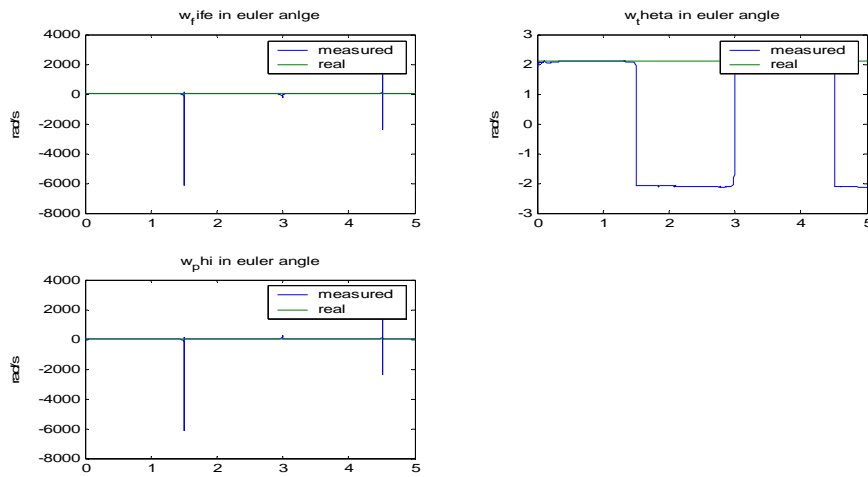 w_fife in euler anlge
4000
2000
0
-2000
-4000
-6000
-8000
rad/s
0 1 2 3 4 5
measured
real
w_theta in euler angle
3
2
1
0
-1
-2
-3
rad/s
0 1 2 3 4 5
measured
real
w_phi in euler angle
4000
2000
0
-2000
-4000
-6000
-8000
rad/s
0 1 2 3 4 5
measured
real